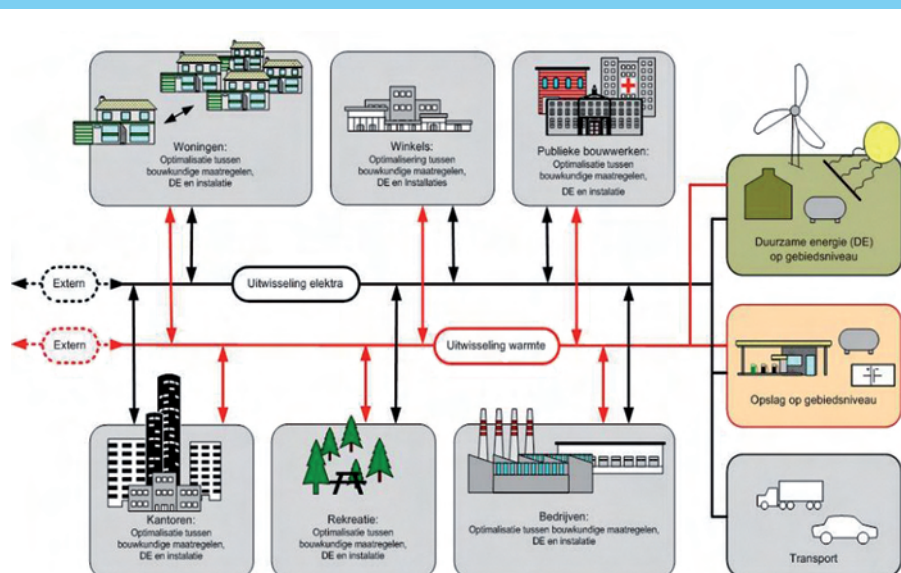 Woningen:
Optimalisatie tussen
bouwkundige maatregelen,
DE en instalatie
Winkels:
Optimalisering tussen
bouwkundige maatregelen,
DE en Installaties
Publieke bouwwerken:
Optimalisatie tussen
bouwkundige maatregelen,
DE en instalatie
Duurzame energie (DE)
op gebiedsniveau
Extern
Uitwisseling elektra
Extern
Uitwisseling warmte
Opslag op gebiedsniveau
Kantoren:
Optimalisatie tussen
bouwkundige maatregelen,
DE en instalatie
Rekreatie:
Optimalisatie tussen
bouwkundige maatregelen,
DE en instalatie
Bedrijven:
Optimalisatie tussen bouwkundige maatregelen,
DE en instalatie
Transport